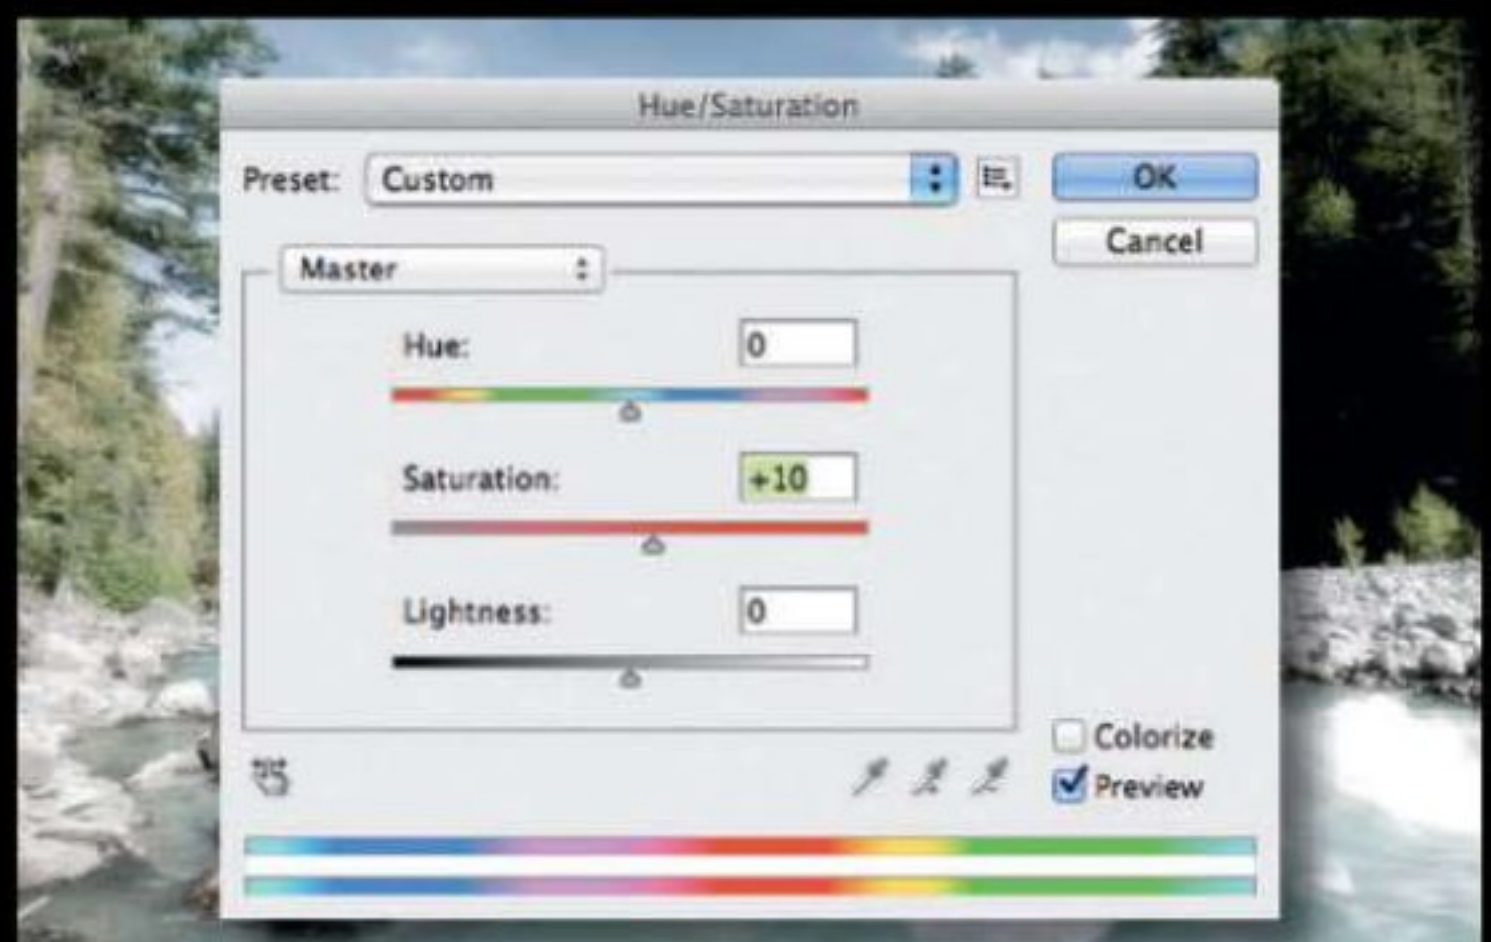 Hue/Saturation
Preset: Custom
OK
Cancel
Master
Hue: 0
Saturation: +10
Lightness: 0
Colorize
Preview